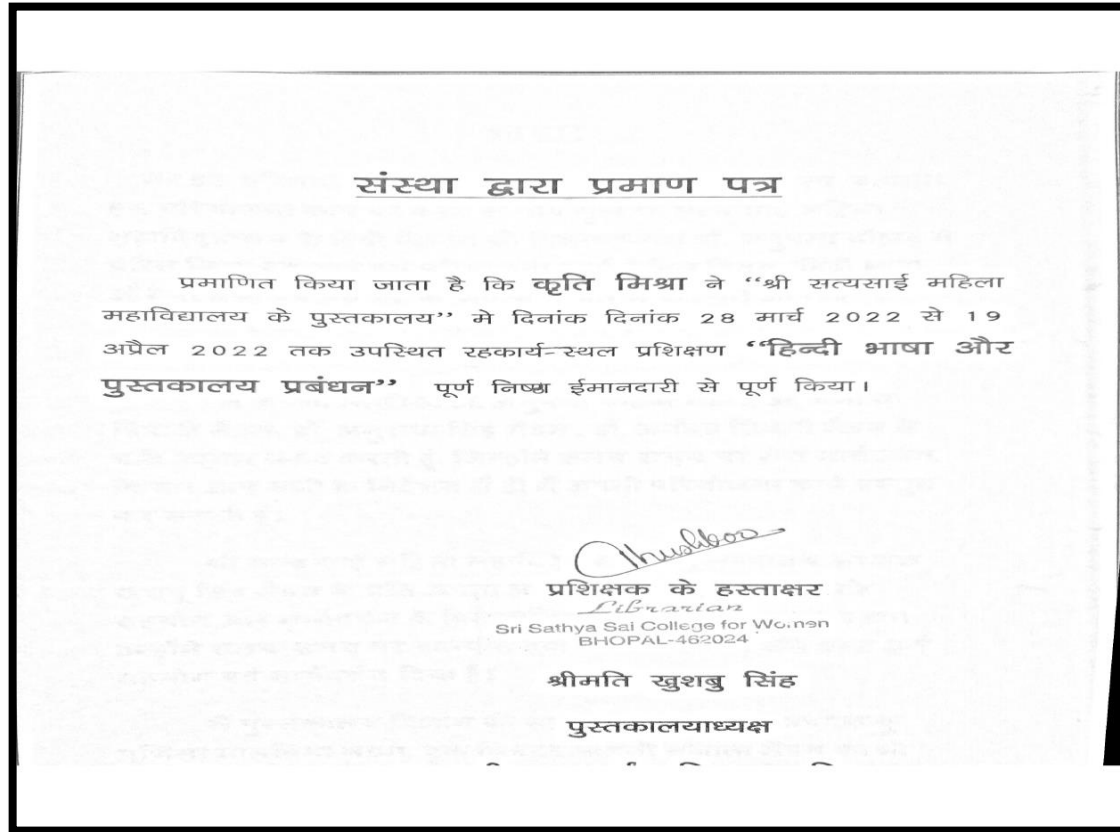 संस्था द्वारा प्रमाण पत्र
प्रमाणित किया जाता है कि कृति मिश्रा ने “श्री सत्यसाई महिला
महाविद्यालय के पुस्तकालय” मे दिनांक दिनांक 28 मार्च 2022 से 19
अप्रैल 2022 तक उपस्थित रहकार्य-स्थल प्रशिक्षण “हिन्दी भाषा और
पुस्तकालय प्रबंधन” पूर्ण निष्ठा ईमानदारी से पूर्ण किया।
Khushboo
प्रशिक्षक के हस्ताक्षर
Librarian
Sri Sathya Sai College for Women
BHOPAL-462024
श्रीमति खुशबु सिंह
पुस्तकालयाध्यक्ष